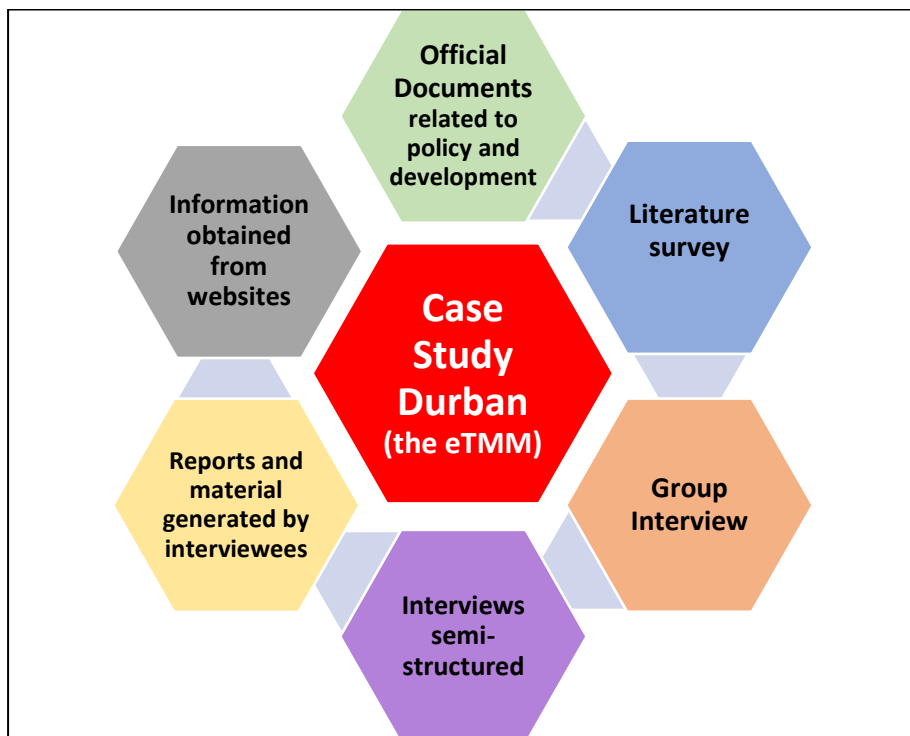 Official
Documents
related to
policy and
development
Literature
survey
Group
Interview
Interviews
semi-
structured
Reports and
material
generated by
interviewees
Information
obtained
from
websites
Case
Study
Durban
(the eTMM)